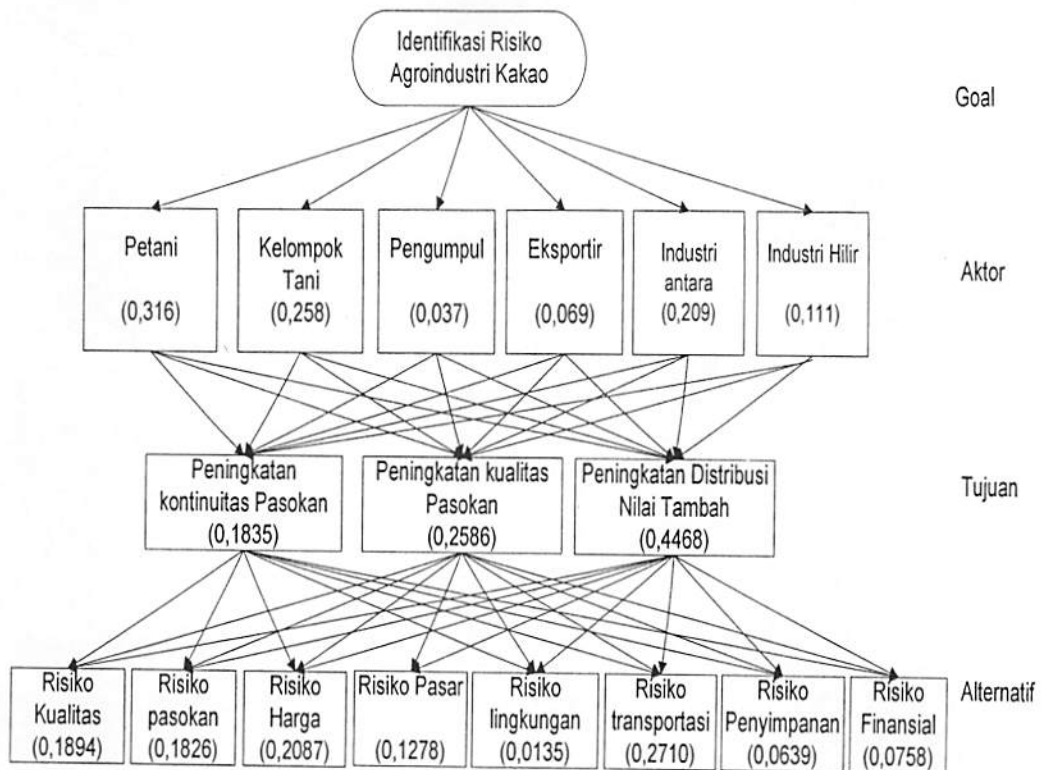 Identifikasi Risiko
Agroindustri Kakao
Goal
Petani
(0,316)
Kelompok
Tani
(0,258)
Pengumpul
(0,037)
Eksportir
(0,069)
Industri
antara
(0,209)
Industri Hilir
(0,111)
Aktor
Peningkatan
kontinuitas Pasokan
(0,1835)
Peningkatan kualitas
Pasokan
(0,2586)
Peningkatan Distribusi
Nilai Tambah
(0,4468)
Tujuan
Risiko
Kualitas
(0,1894)
Risiko
pasokan
(0,1826)
Risiko
Harga
(0,2087)
Risiko Pasar
(0,1278)
Risiko
lingkungan
(0,0135)
Risiko
transportasi
(0,2710)
Risiko
Penyimpanan
(0,0639)
Risiko
Finansial
(0,0758)
Alternatif